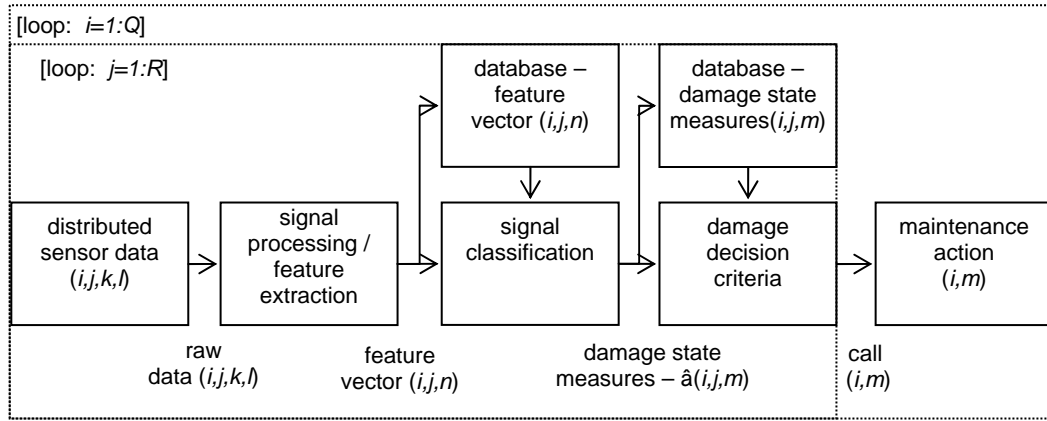 [loop: i=1:Q]
[loop: j=1:R]
database –
feature
vector (i,j,n)
database –
damage state
measures(i,j,m)
distributed
sensor data
(i,j,k,l)
signal
processing /
feature
extraction
signal
classification
damage
decision
criteria
maintenance
action
(i,m)
raw
data (i,j,k,l)
feature
vector (i,j,n)
damage state
measures – â(i,j,m)
call
(i,m)